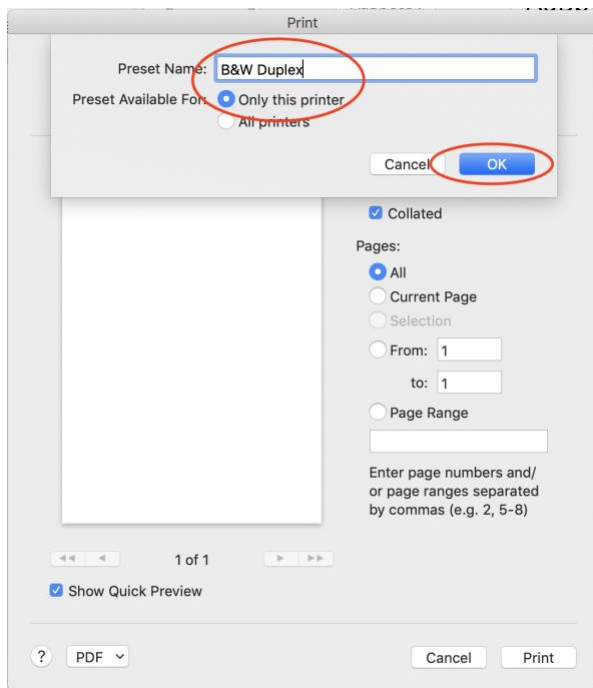 Print
Preset Name: B&W Duplex
Preset Available For: Only this printer
All printers
Cancel OK
Collated
Pages:
All
Current Page
Selection
From: 1
to: 1
Page Range
Enter page numbers and/
or page ranges separated
by commas (e.g. 2, 5-8)
1 of 1
Show Quick Preview
? PDF Cancel Print